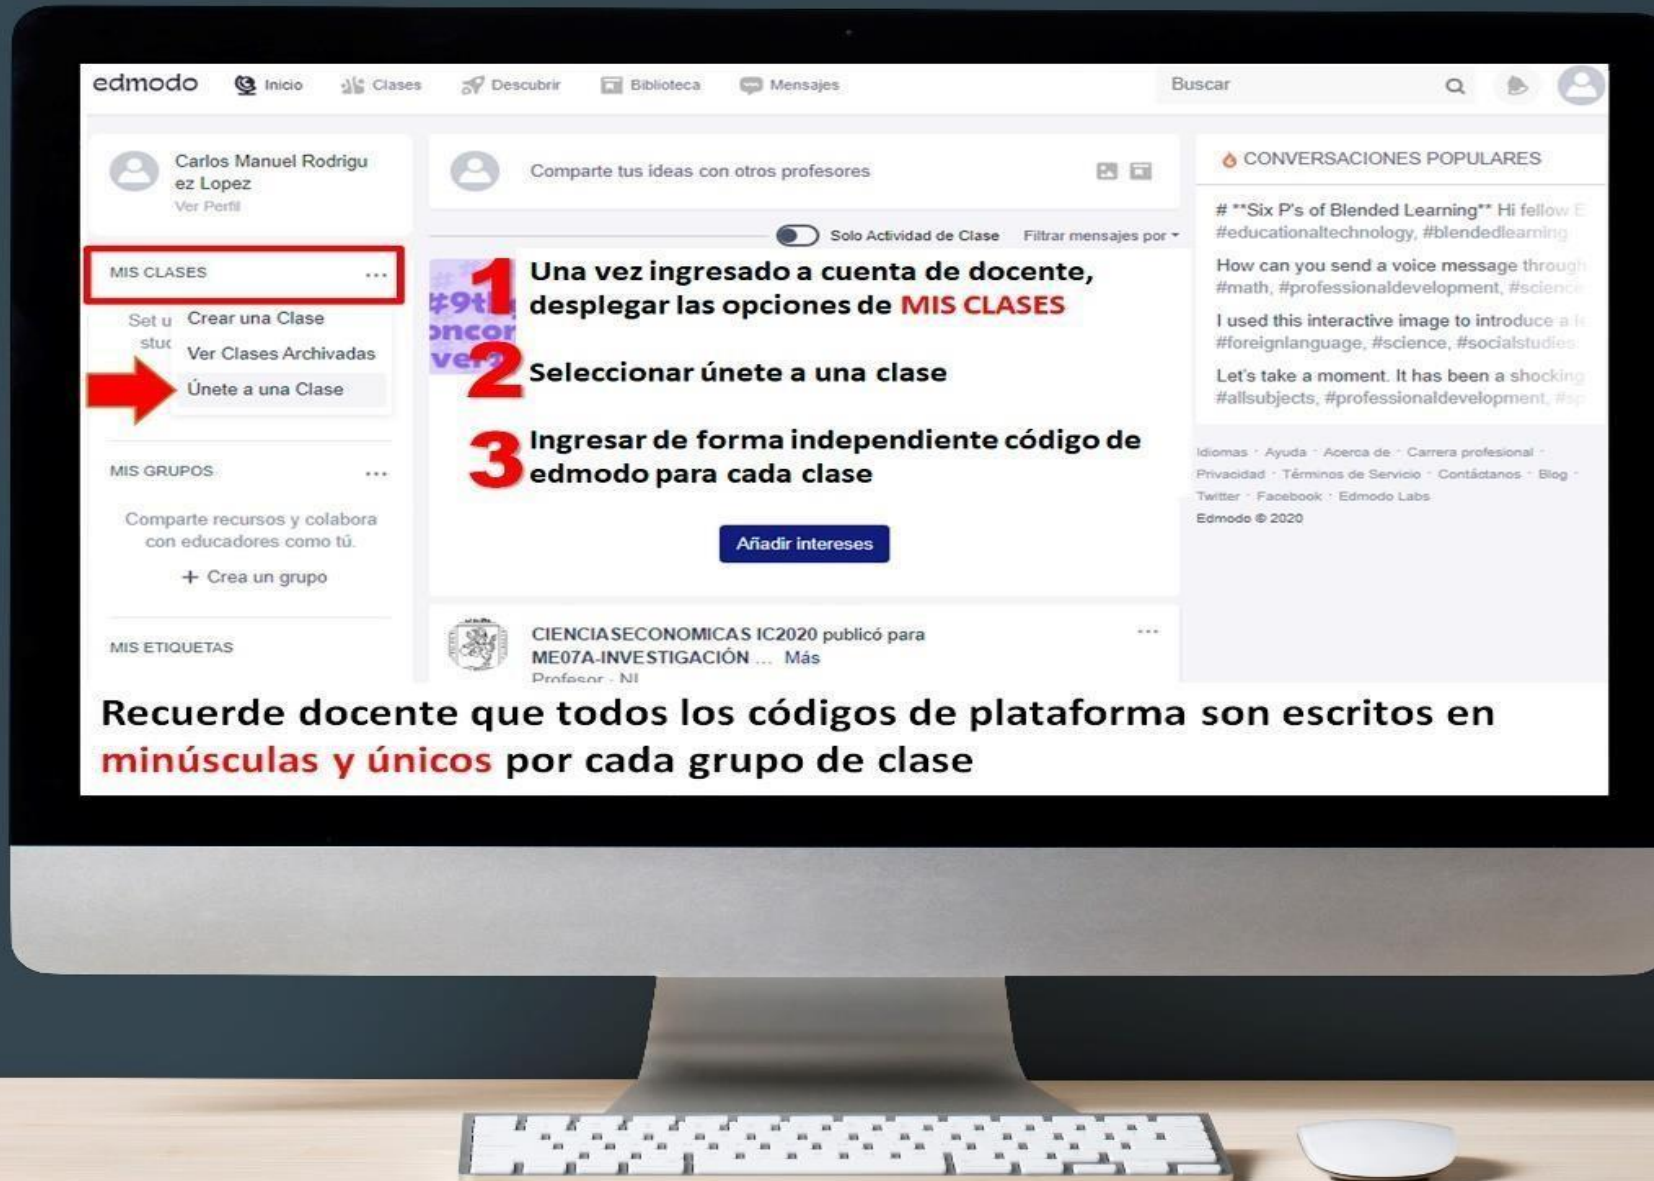 edmodo Inicio Clases Descubrir Biblioteca Mensajes Buscar
Carlos Manuel Rodrigu
ez Lopez
Ver Perfil
MIS CLASES ...
Set u
stuc
Crear una Clase
Ver Clases Archivadas
Únete a una Clase
MIS GRUPOS ...
Comparte recursos y colabora
con educadores como tú.
+ Crea un grupo
MIS ETIQUETAS
Comparte tus ideas con otros profesores
Solo Actividad de Clase Filtrar mensajes por
1 Una vez ingresado a cuenta de docente,
desplegar las opciones de MIS CLASES
2 Seleccionar únete a una clase
3 Ingresar de forma independiente código de
edmodo para cada clase
Añadir intereses
CIENCIASECONOMICAS IC2020 publicó para
ME07A-INVESTIGACIÓN ... Más
Profesor · NI
CONVERSACIONES POPULARES
# **Six P's of Blended Learning** Hi fellow E
#educationaltechnology, #blendedlearning
How can you send a voice message through
#math, #professionaldevelopment, #science
I used this interactive image to introduce a le
#foreignlanguage, #science, #socialstudies
Let's take a moment. It has been a shocking
#allsubjects, #professionaldevelopment, #sp
Idiomas · Ayuda · Acerca de · Carrera profesional ·
Privacidad · Términos de Servicio · Contáctanos · Blog ·
Twitter · Facebook · Edmodo Labs
Edmodo © 2020
Recuerde docente que todos los códigos de plataforma son escritos en
minúsculas y únicos por cada grupo de clase